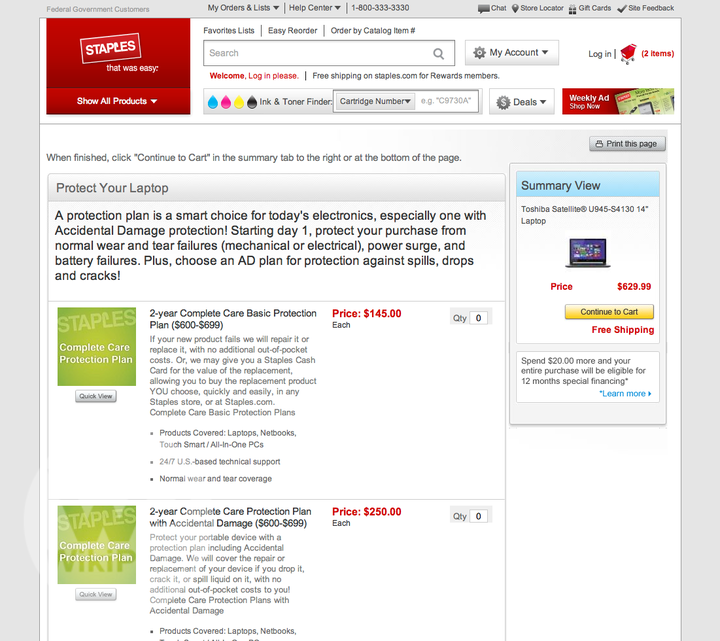 Federal Government Customers
My Orders & Lists
Help Center
1-800-333-3330
Chat
Store Locator
Gift Cards
Site Feedback
STAPLES
that was easy.
Show All Products
Favorites Lists
Easy Reorder
Order by Catalog Item #
Search
My Account
Log in
(2 items)
Welcome, Log in please.
Free shipping on staples.com for Rewards members.
Ink & Toner Finder:
Cartridge Number
e.g. "C9730A"
Deals
Weekly Ad
Shop Now
Print this page
When finished, click "Continue to Cart" in the summary tab to the right or at the bottom of the page.
Protect Your Laptop
A protection plan is a smart choice for today's electronics, especially one with
Accidental Damage protection! Starting day 1, protect your purchase from
normal wear and tear failures (mechanical or electrical), power surge, and
battery failures. Plus, choose an AD plan for protection against spills, drops
and cracks!
STAPLES
Complete Care
Protection Plan
Quick View
2-year Complete Care Basic Protection
Plan ($600-$699)
If your new product fails we will repair it or
replace it, with no additional out-of-pocket
costs. Or, we may give you a Staples Cash
Card for the value of the replacement,
allowing you to buy the replacement product
YOU choose, quickly and easily, in any
Staples store, or at Staples.com.
Complete Care Basic Protection Plans
Products Covered: Laptops, Netbooks,
Touch Smart / All-In-One PCs
24/7 U.S.-based technical support
Normal wear and tear coverage
Price: $145.00
Each
Qty 0
STAPLES
Complete Care
Protection Plan
Quick View
2-year Complete Care Protection Plan
with Accidental Damage ($600-$699)
Protect your portable device with a
protection plan including Accidental
Damage. We will cover the repair or
replacement of your device if you drop it,
crack it, or spill liquid on it, with no
additional out-of-pocket costs to you!
Complete Care Protection Plans with
Accidental Damage
Products Covered: Laptops, Netbooks,
Price: $250.00
Each
Qty 0
Summary View
Toshiba Satellite® U945-S4130 14"
Laptop
Price $629.99
Continue to Cart
Free Shipping
Spend $20.00 more and your
entire purchase will be eligible for
12 months special financing*
*Learn more